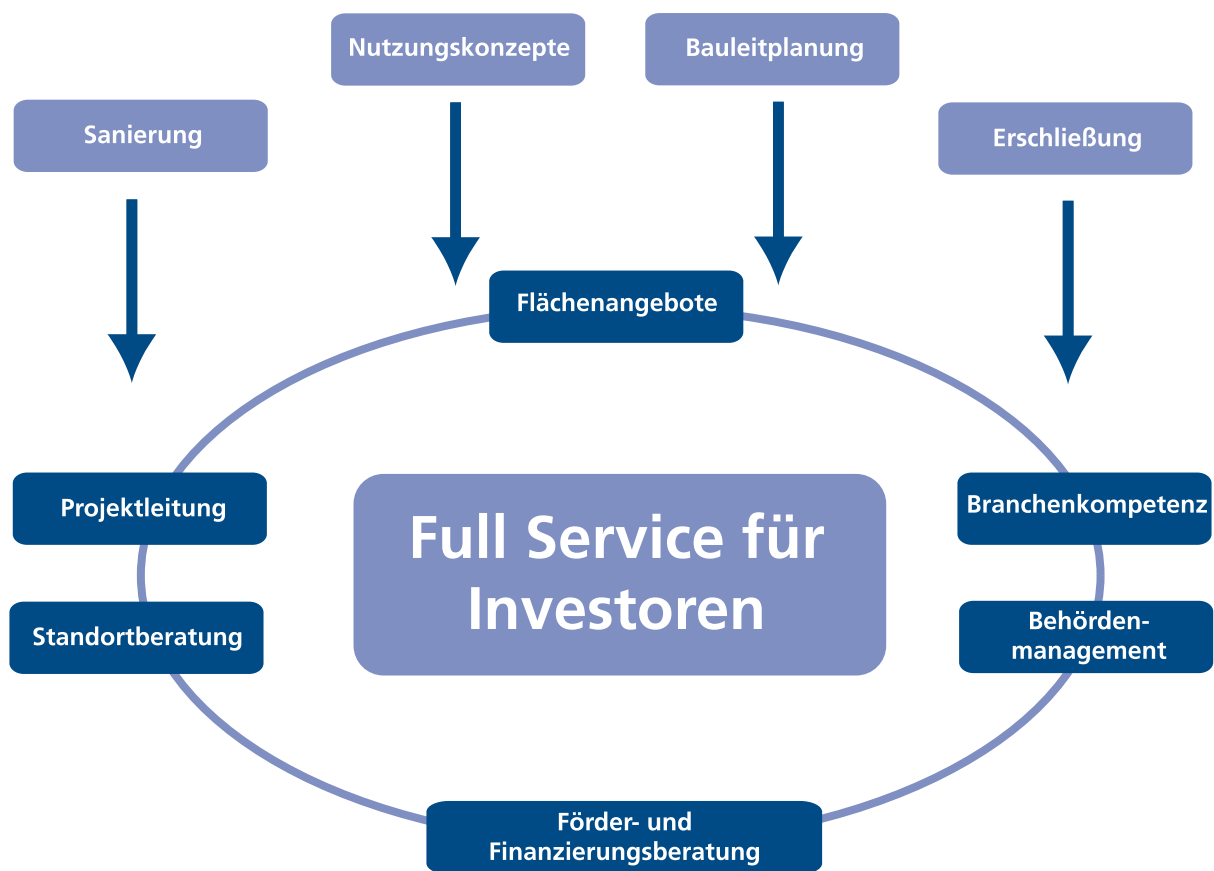 Nutzungskonzepte
Bauleitplanung
Sanierung
Erschließung
Flächenangebote
Projektleitung
Branchenkompetenz
Full Service für
Investoren
Standortberatung
Behörden-
management
Förder- und
Finanzierungsberatung